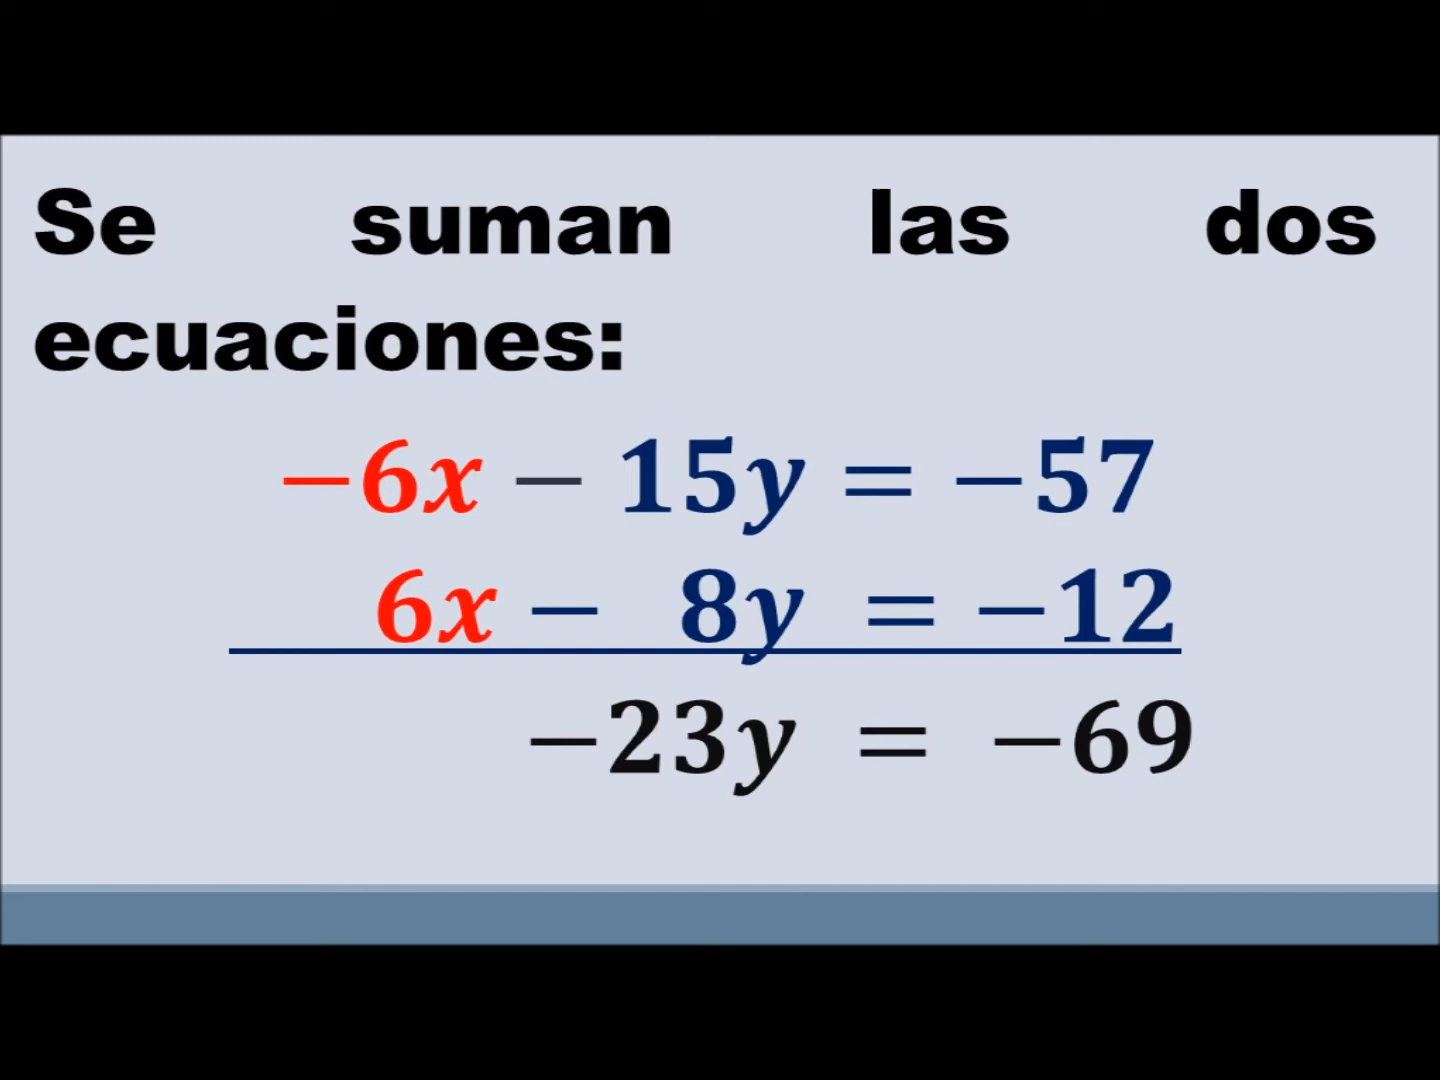 Se suman las dos
ecuaciones:
−6x − 15y = −57
6x − 8y = −12
−23y = −69